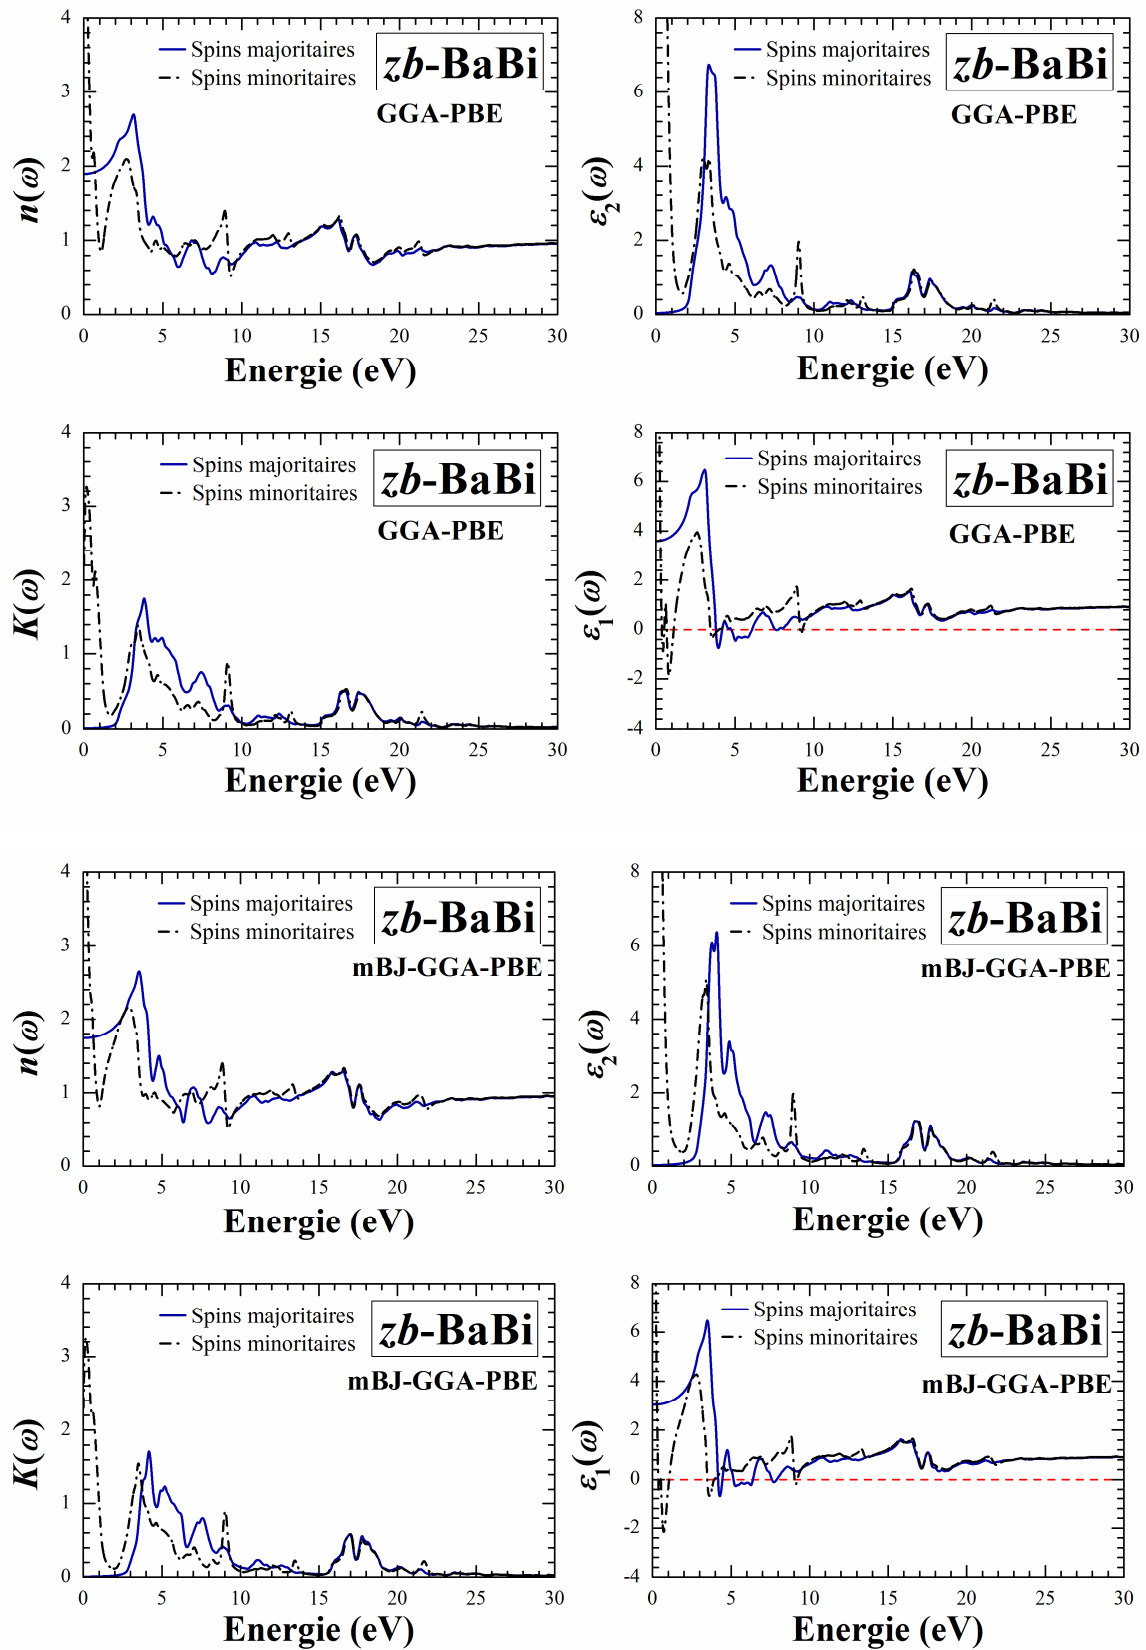 4
3
2
1
0
n(ω)
Spins majoritaires
Spins minoritaires
zb-BaBi
GGA-PBE
0 5 10 15 20 25 30
Energie (eV)
8
6
4
2
0
ε2(ω)
Spins majoritaires
Spins minoritaires
zb-BaBi
GGA-PBE
0 5 10 15 20 25 30
Energie (eV)
4
3
2
1
0
K(ω)
Spins majoritaires
Spins minoritaires
zb-BaBi
GGA-PBE
0 5 10 15 20 25 30
Energie (eV)
8
6
4
2
0
-2
-4
ε1(ω)
Spins majoritaires
Spins minoritaires
zb-BaBi
GGA-PBE
0 5 10 15 20 25 30
Energie (eV)
4
3
2
1
0
n(ω)
Spins majoritaires
Spins minoritaires
zb-BaBi
mBJ-GGA-PBE
0 5 10 15 20 25 30
Energie (eV)
8
6
4
2
0
ε2(ω)
Spins majoritaires
Spins minoritaires
zb-BaBi
mBJ-GGA-PBE
0 5 10 15 20 25 30
Energie (eV)
4
3
2
1
0
K(ω)
Spins majoritaires
Spins minoritaires
zb-BaBi
mBJ-GGA-PBE
0 5 10 15 20 25 30
Energie (eV)
8
6
4
2
0
-2
-4
ε1(ω)
Spins majoritaires
Spins minoritaires
zb-BaBi
mBJ-GGA-PBE
0 5 10 15 20 25 30
Energie (eV)